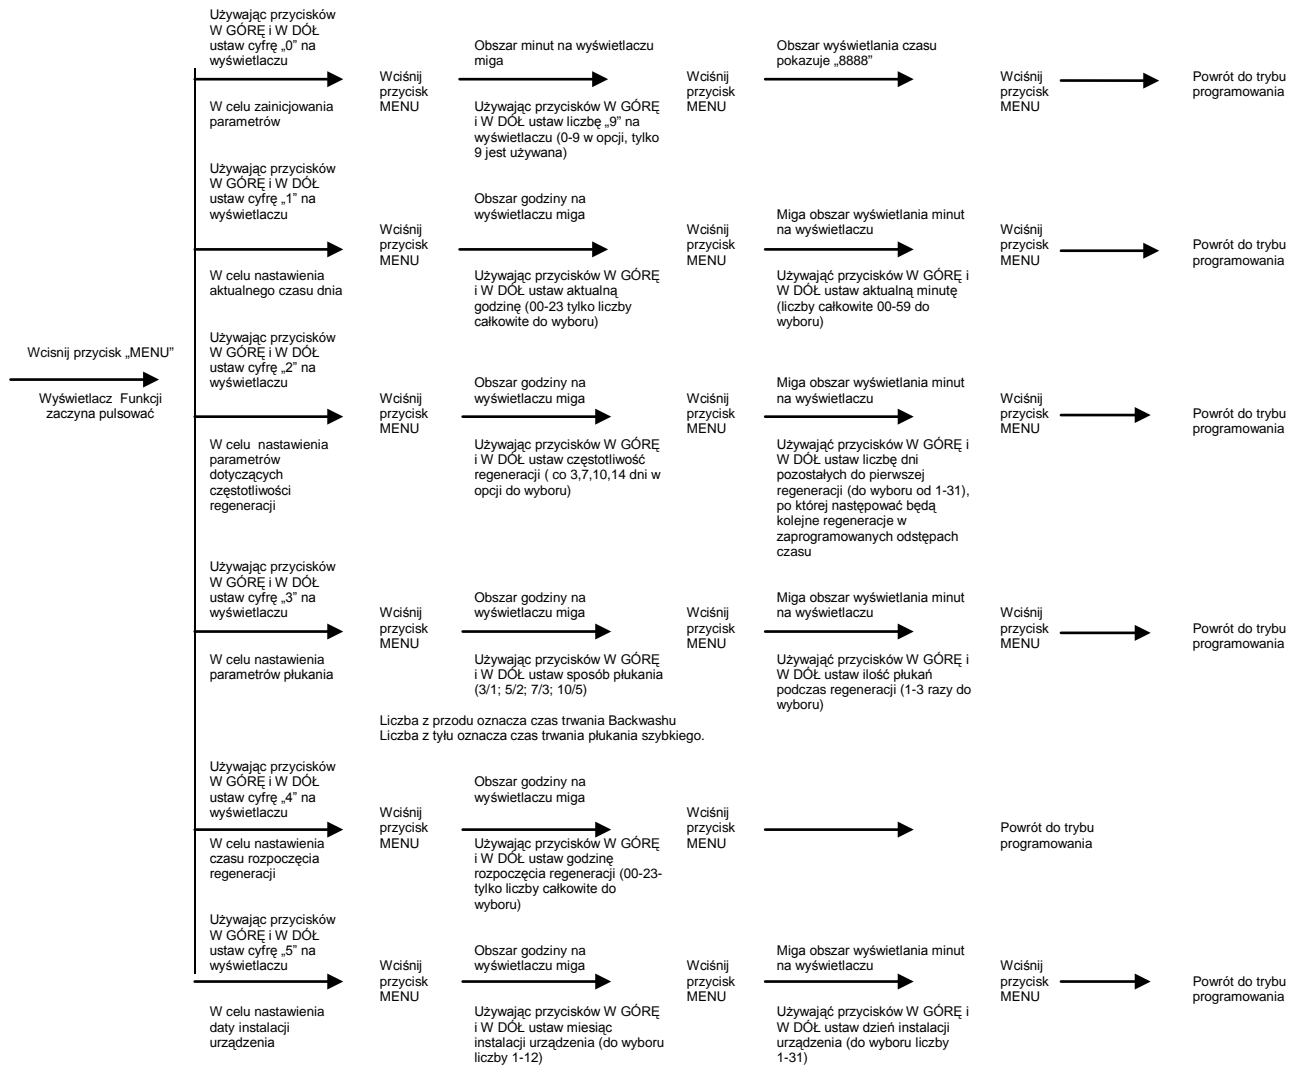 Wcisnij przycisk „MENU”
Wyświetlacz Funkcji
zaczyna pulsować
Używając przycisków
W GÓRĘ i W DÓŁ
ustaw cyfrę „0” na
wyświetlaczu
W celu zainicjowania
parametrów
Wciśnij
przycisk
MENU
Obszar minut na wyświetlaczu
miga
Używając przycisków W GÓRĘ
i W DÓŁ ustaw liczbę „9” na
wyświetlaczu (0-9 w opcji, tylko
9 jest używana)
Wciśnij
przycisk
MENU
Obszar wyświetlania czasu
pokazuje „8888”
Wciśnij
przycisk
MENU
Powrót do trybu
programowania
Używając przycisków
W GÓRĘ i W DÓŁ
ustaw cyfrę „1” na
wyświetlaczu
W celu nastawienia
aktualnego czasu dnia
Wciśnij
przycisk
MENU
Obszar godziny na
wyświetlaczu miga
Używając przycisków W GÓRĘ
i W DÓŁ ustaw aktualną
godzinę (00-23 tylko liczby
całkowite do wyboru)
Wciśnij
przycisk
MENU
Miga obszar wyświetlania minut
na wyświetlaczu
Używająć przycisków W GÓRĘ i
W DÓŁ ustaw aktualną minutę
(liczby całkowite 00-59 do
wyboru)
Wciśnij
przycisk
MENU
Powrót do trybu
programowania
Używając przycisków
W GÓRĘ i W DÓŁ
ustaw cyfrę „2” na
wyświetlaczu
W celu nastawienia
parametrów
dotyczących
częstotliwości
regeneracji
Wciśnij
przycisk
MENU
Obszar godziny na
wyświetlaczu miga
Używając przycisków W GÓRĘ
i W DÓŁ ustaw częstotliwość
regeneracji ( co 3,7,10,14 dni w
opcji do wyboru)
Wciśnij
przycisk
MENU
Miga obszar wyświetlania minut
na wyświetlaczu
Używająć przycisków W GÓRĘ i
W DÓŁ ustaw liczbę dni
pozostałych do pierwszej
regeneracji (do wyboru od 1-31),
po której następować będą
kolejne regeneracje w
zaprogramowanych odstępach
czasu
Wciśnij
przycisk
MENU
Powrót do trybu
programowania
Używając przycisków
W GÓRĘ i W DÓŁ
ustaw cyfrę „3” na
wyświetlaczu
W celu nastawienia
parametrów płukania
Wciśnij
przycisk
MENU
Obszar godziny na
wyświetlaczu miga
Używając przycisków W GÓRĘ
i W DÓŁ ustaw sposób płukania
(3/1; 5/2; 7/3; 10/5)
Wciśnij
przycisk
MENU
Miga obszar wyświetlania minut
na wyświetlaczu
Używająć przycisków W GÓRĘ i
W DÓŁ ustaw ilość płukań
podczas regeneracji (1-3 razy do
wyboru)
Wciśnij
przycisk
MENU
Powrót do trybu
programowania
Liczba z przodu oznacza czas trwania Backwashu
Liczba z tyłu oznacza czas trwania płukania szybkiego.
Używając przycisków
W GÓRĘ i W DÓŁ
ustaw cyfrę „4” na
wyświetlaczu
W celu nastawienia
czasu rozpoczęcia
regeneracji
Wciśnij
przycisk
MENU
Obszar godziny na
wyświetlaczu miga
Używając przycisków W GÓRĘ
i W DÓŁ ustaw godzinę
rozpoczęcia regeneracji (00-23-
tylko liczby całkowite do
wyboru)
Wciśnij
przycisk
MENU
Powrót do trybu
programowania
Używając przycisków
W GÓRĘ i W DÓŁ
ustaw cyfrę „5” na
wyświetlaczu
W celu nastawienia
daty instalacji
urządzenia
Wciśnij
przycisk
MENU
Obszar godziny na
wyświetlaczu miga
Używając przycisków W GÓRĘ
i W DÓŁ ustaw miesiąc
instalacji urządzenia (do wyboru
liczby 1-12)
Wciśnij
przycisk
MENU
Miga obszar wyświetlania minut
na wyświetlaczu
Używająć przycisków W GÓRĘ i
W DÓŁ ustaw dzień instalacji
urządzenia (do wyboru liczby
1-31)
Wciśnij
przycisk
MENU
Powrót do trybu
programowania